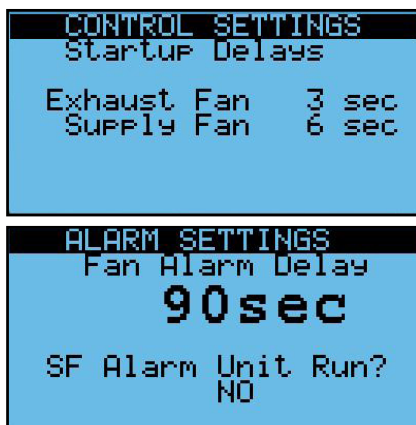 CONTROL SETTINGS
Startup Delays
Exhaust Fan 3 sec
Supply Fan 6 sec
ALARM SETTINGS
Fan Alarm Delay
90sec
SF Alarm Unit Run?
NO